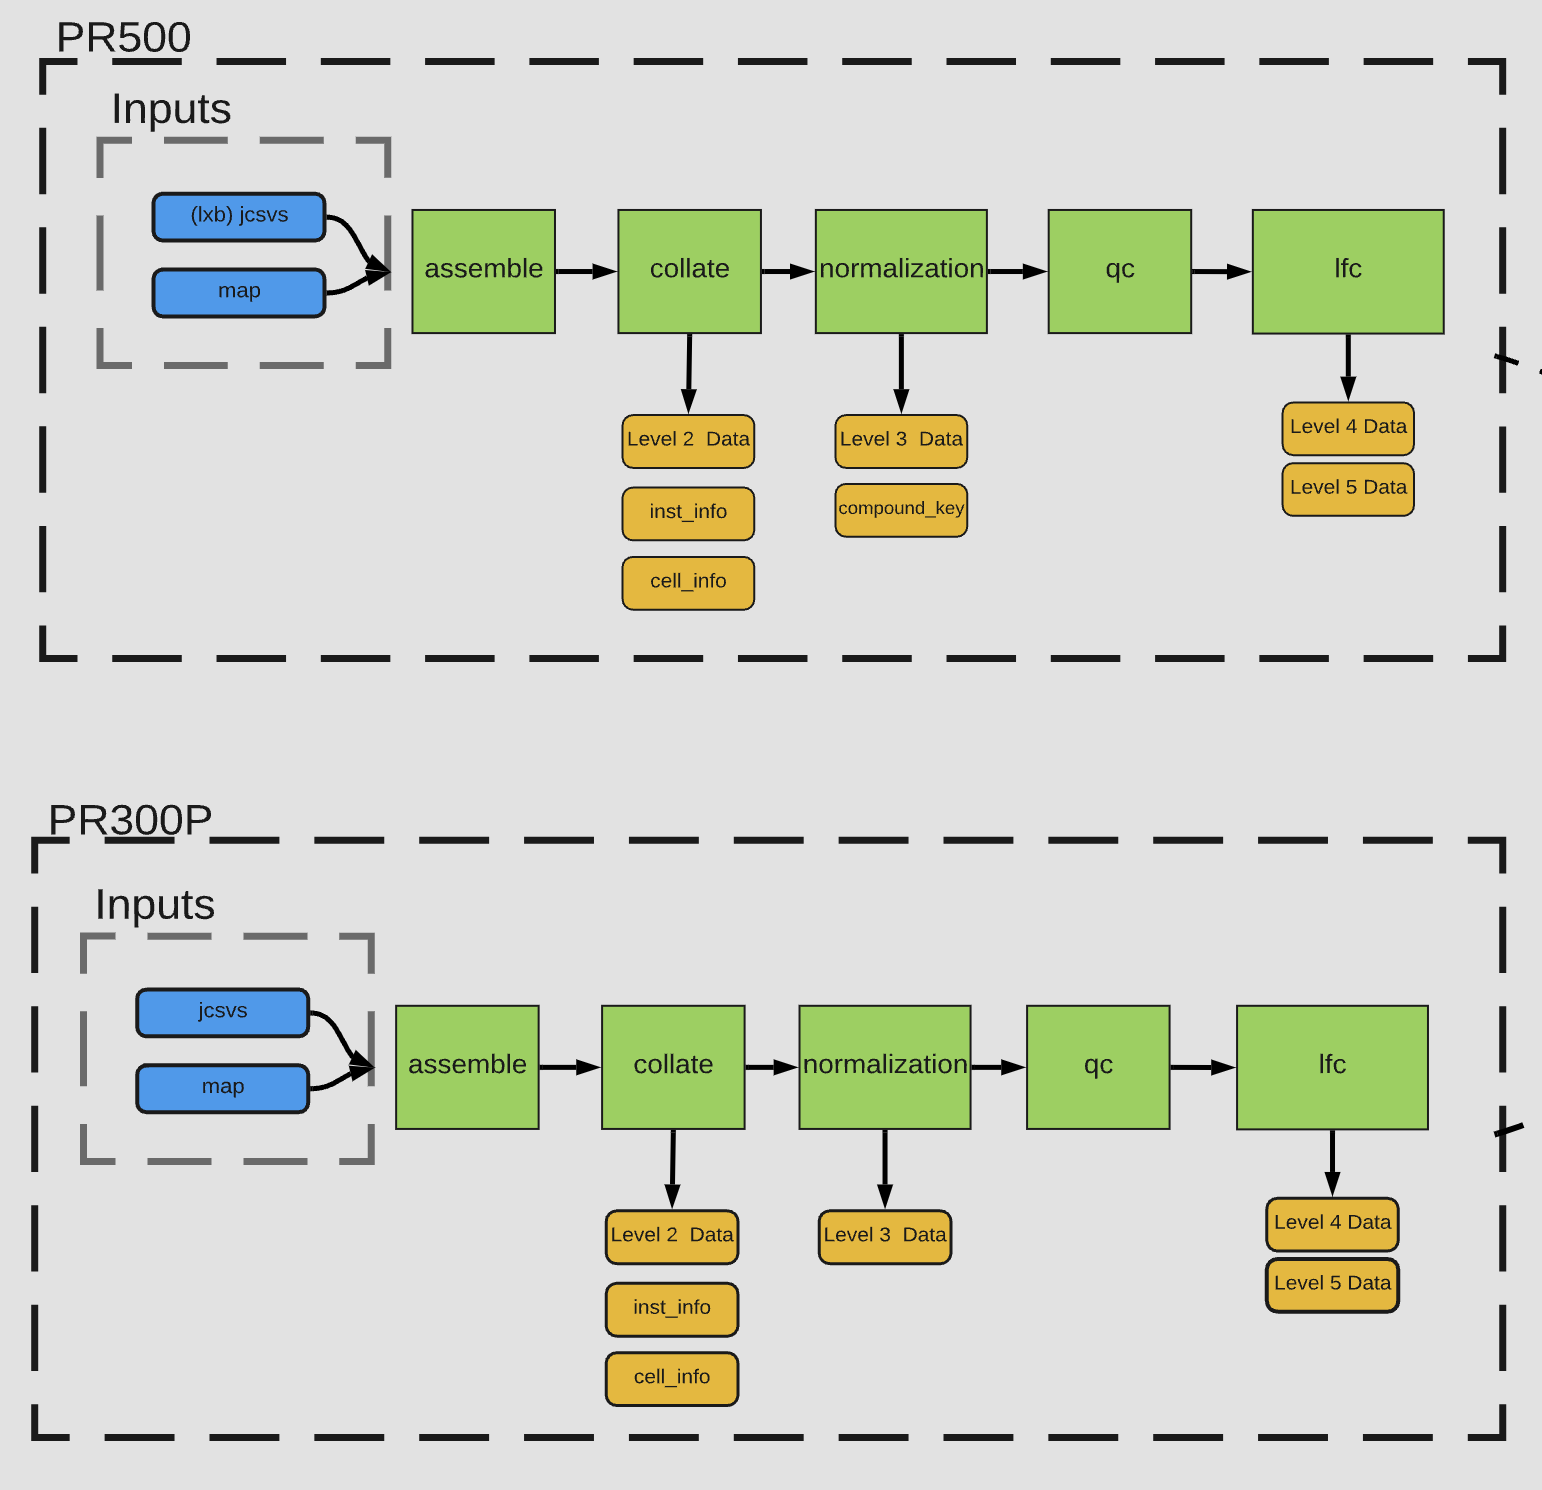 PR500
Inputs
(lxb) jcsvs
map
assemble
collate
normalization
qc
lfc
Level 2  Data
inst_info
cell_info
Level 3  Data
compound_key
Level 4 Data
Level 5 Data
PR300P
Inputs
jcsvs
map
assemble
collate
normalization
qc
lfc
Level 2  Data
inst_info
cell_info
Level 3  Data
Level 4 Data
Level 5 Data